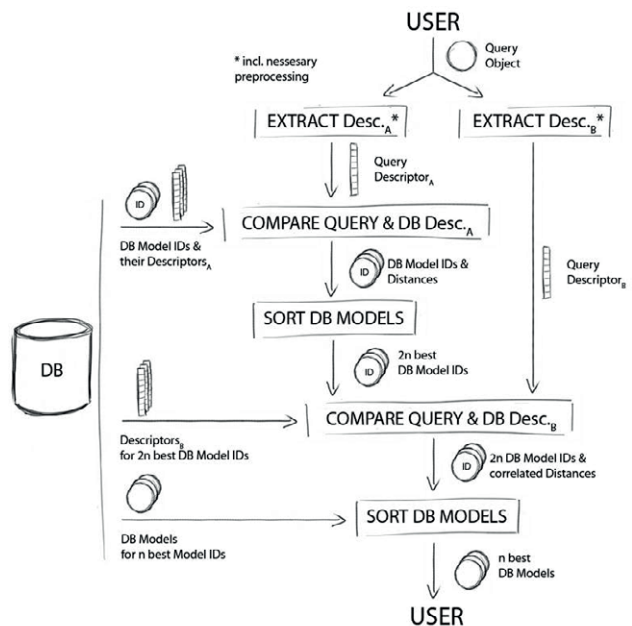 USER
Query
Object
* incl. nessesary
preprocessing
EXTRACT Desc.A*
EXTRACT Desc.B*
Query
DescriptorA
ID
COMPARE QUERY & DB Desc.A
DB Model IDs &
their DescriptorsA
ID
DB Model IDs &
Distances
Query
DescriptorB
SORT DB MODELS
DB
ID
2n best
DB Model IDs
COMPARE QUERY & DB Desc.B
DescriptorsB
for 2n best DB Model IDs
ID
2n DB Model IDs &
correlated Distances
SORT DB MODELS
DB Models
for n best Model IDs
n best
DB Models
USER